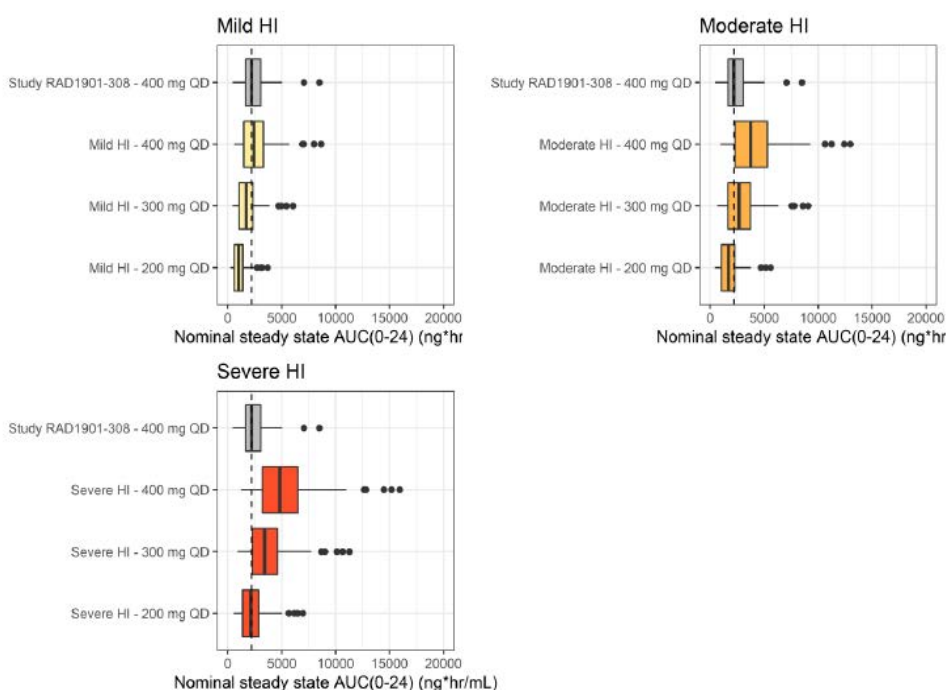 Mild HI
Study RAD1901-308 - 400 mg QD
Mild HI - 400 mg QD
Mild HI - 300 mg QD
Mild HI - 200 mg QD
0 5000 10000 15000 20000
Nominal steady state AUC(0-24) (ng*hr
Moderate HI
Study RAD1901-308 - 400 mg QD
Moderate HI - 400 mg QD
Moderate HI - 300 mg QD
Moderate HI - 200 mg QD
0 5000 10000 15000 20000
Nominal steady state AUC(0-24) (ng*hr
Severe HI
Study RAD1901-308 - 400 mg QD
Severe HI - 400 mg QD
Severe HI - 300 mg QD
Severe HI - 200 mg QD
0 5000 10000 15000 20000
Nominal steady state AUC(0-24) (ng*hr/mL)